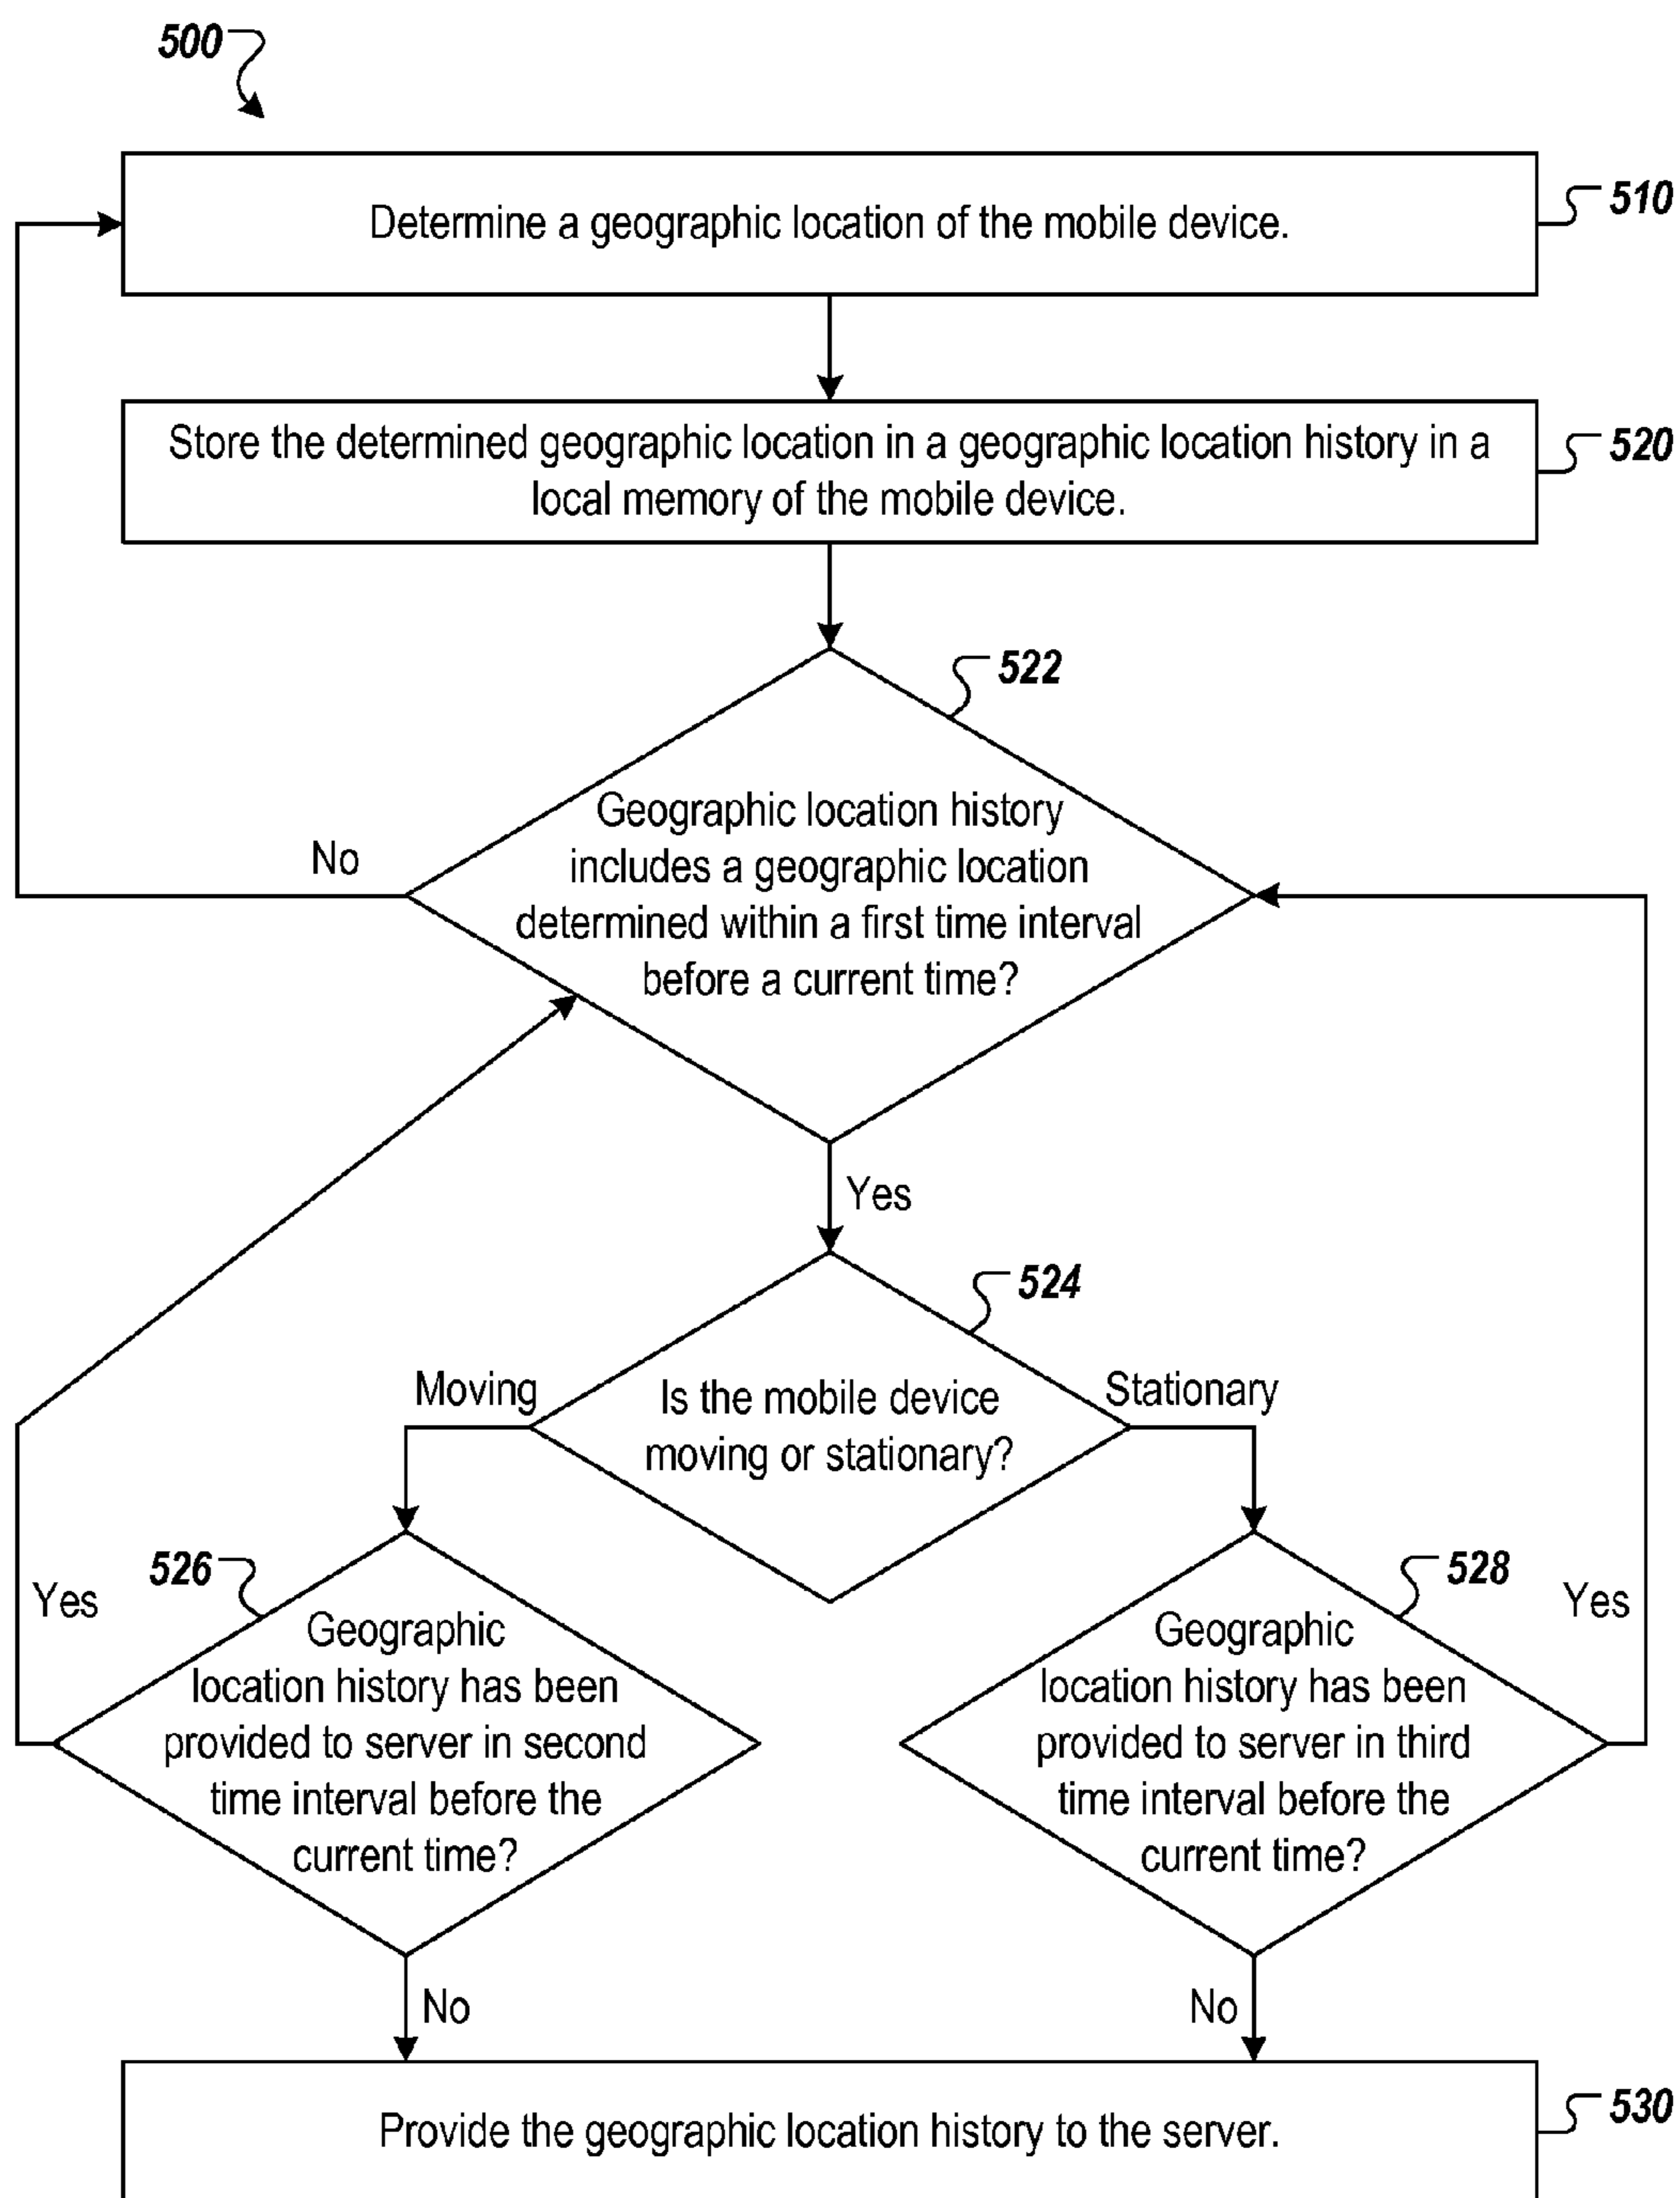 500
Determine a geographic location of the mobile device.
510
Store the determined geographic location in a geographic location history in a
local memory of the mobile device.
520
522
Geographic location history
includes a geographic location
determined within a first time interval
before a current time?
No
Yes
524
Is the mobile device
moving or stationary?
Moving
Stationary
526
Geographic
location history has been
provided to server in second
time interval before the
current time?
Yes
No
528
Geographic
location history has been
provided to server in third
time interval before the
current time?
Yes
No
Provide the geographic location history to the server.
530